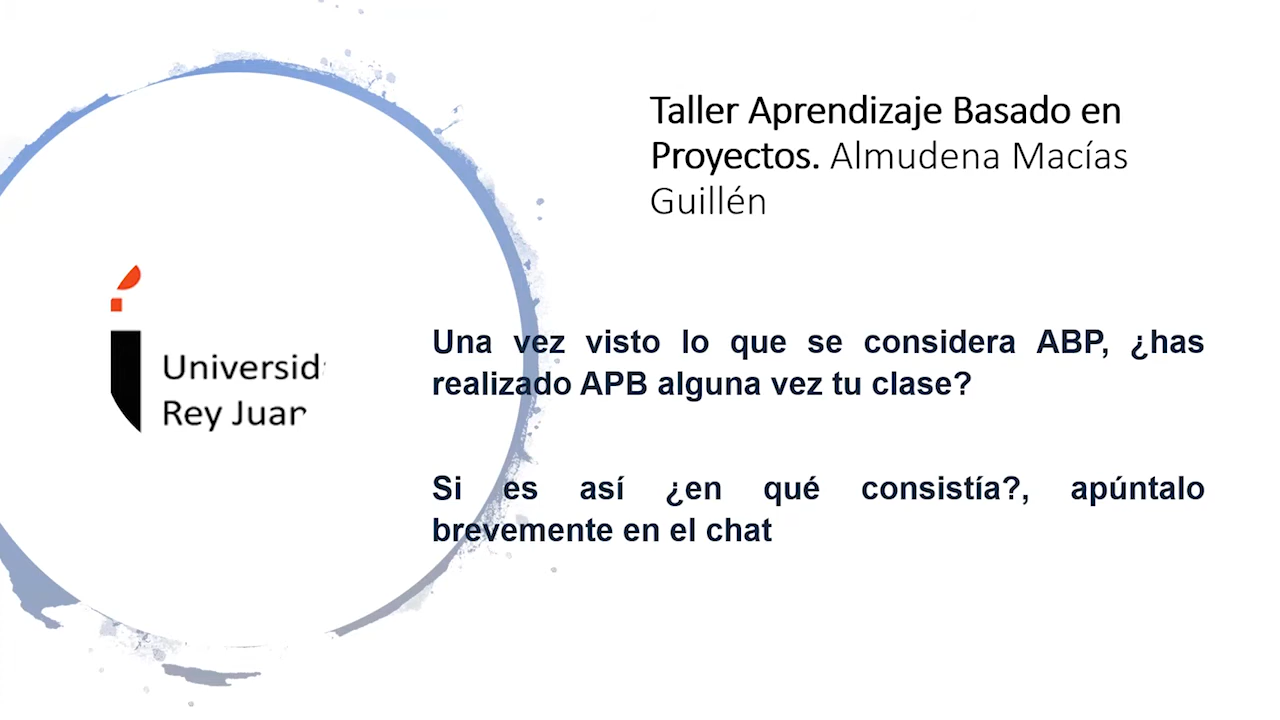 Taller Aprendizaje Basado en
Proyectos. Almudena Macías
Guillén
Universid
Rey Juan
Una vez visto lo que se considera ABP, ¿has
realizado APB alguna vez tu clase?
Si es así ¿en qué consistía?, apúntalo
brevemente en el chat